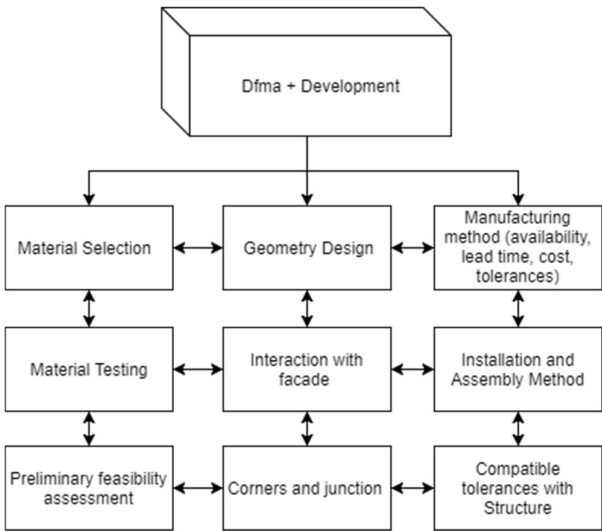 Dfma + Development
Material Selection
Geometry Design
Manufacturing
method (availability,
lead time, cost,
tolerances)
Material Testing
Interaction with
facade
Installation and
Assembly Method
Preliminary feasibility
assessment
Corners and junction
Compatible
tolerances with
Structure